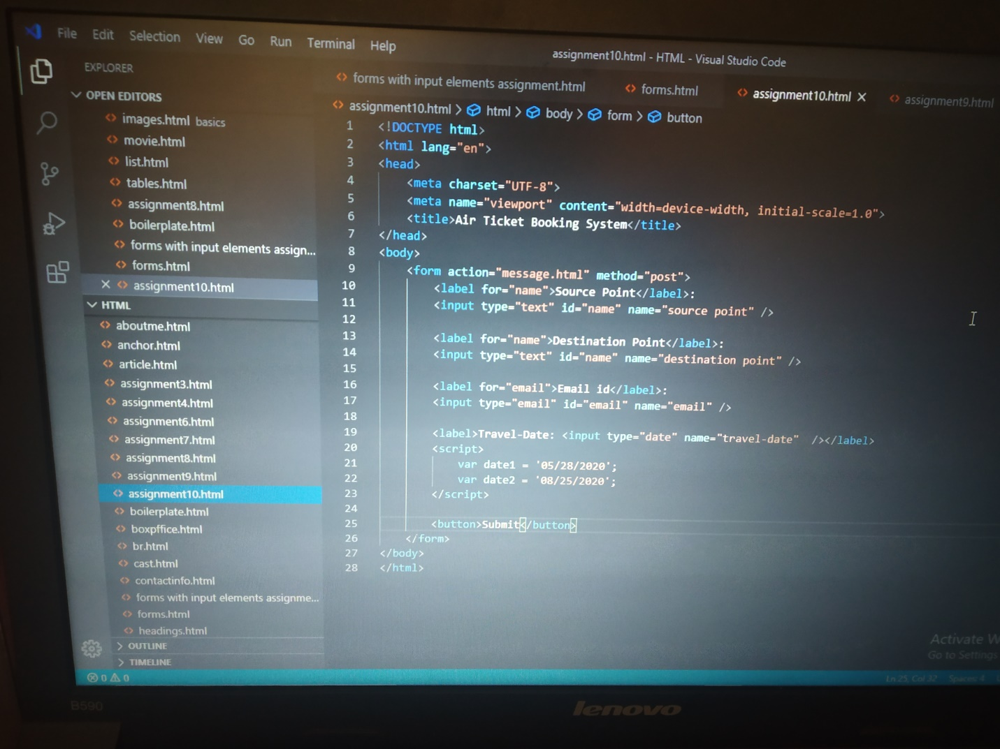 File Edit Selection View Go Run Terminal Help
assignment10.html - HTML - Visual Studio Code
EXPLORER
OPEN EDITORS
images.html basics
movie.html
list.html
tables.html
assignment8.html
boilerplate.html
forms with input elements assign...
forms.html
assignment10.html
HTML
aboutme.html
anchor.html
article.html
assignment3.html
assignment4.html
assignment6.html
assignment7.html
assignment8.html
assignment9.html
assignment10.html
boilerplate.html
boxpffice.html
br.html
cast.html
contactinfo.html
forms with input elements assignme...
forms.html
headings.html
OUTLINE
TIMELINE
forms with input elements assignment.html forms.html assignment10.html assignment9.html
assignment10.html > html > body > form > button
1 <!DOCTYPE html>
2 <html lang="en">
3 <head>
4 <meta charset="UTF-8">
5 <meta name="viewport" content="width=device-width, initial-scale=1.0">
6 <title>Air Ticket Booking System</title>
7 </head>
8 <body>
9 <form action="message.html" method="post">
10 <label for="name">Source Point</label>:
11 <input type="text" id="name" name="source point" />
12
13 <label for="name">Destination Point</label>:
14 <input type="text" id="name" name="destination point" />
15
16 <label for="email">Email id</label>:
17 <input type="email" id="email" name="email" />
18
19 <label>Travel-Date: <input type="date" name="travel-date" /></label>
20 <script>
21 var date1 = '05/28/2020';
22 var date2 = '08/25/2020';
23 </script>
24
25 <button>Submit</button>
26 </form>
27 </body>
28 </html>
Activate W
Go to Settings
0 0
Ln 25, Col 32 Spaces: 4
B590
lenovo